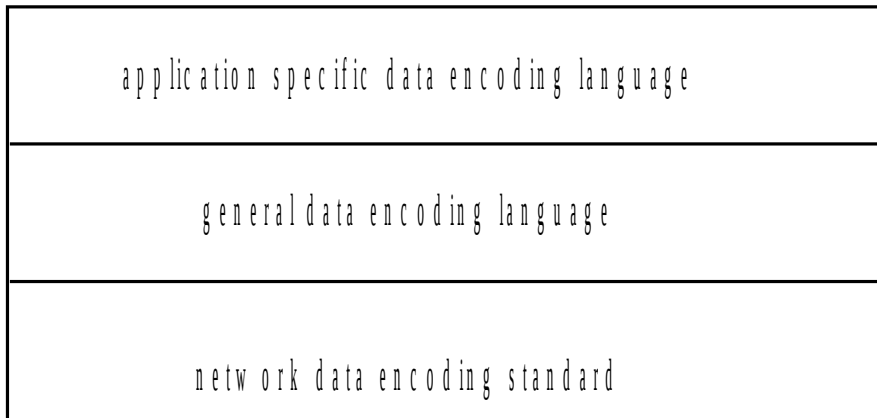 application specific data encoding language
general data encoding language
network data encoding standard